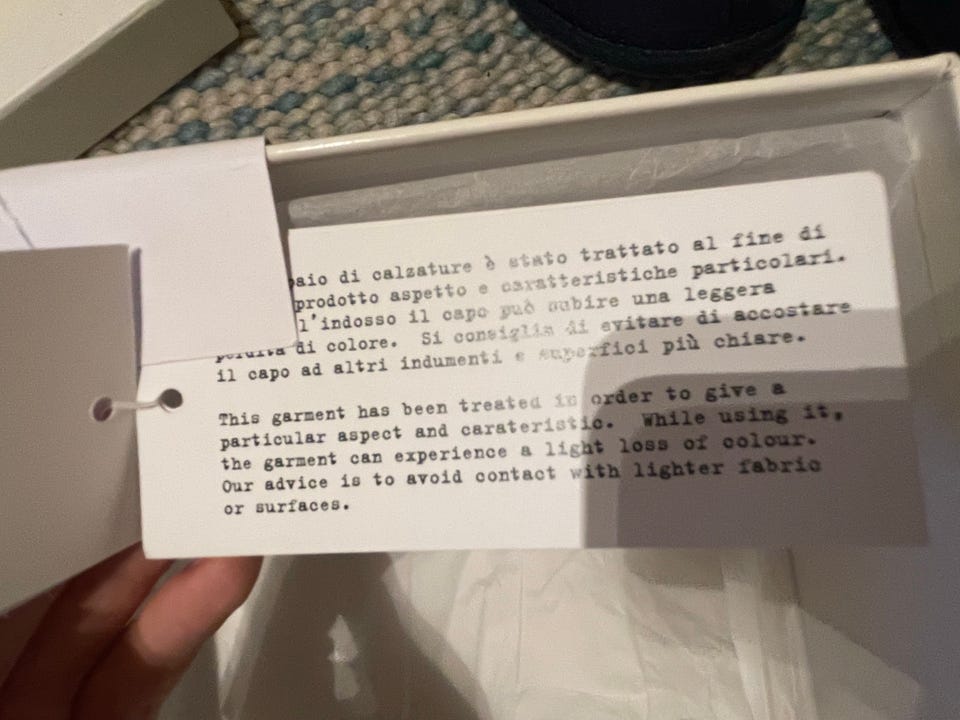 paio di calzature è stato trattato al fine di
prodotto aspetto e caratteristiche particolari.
l'indosso il capo può subire una leggera
perdita di colore. Si consiglia di evitare di accostare
il capo ad altri indumenti e superfici più chiare.
This garment has been treated in order to give a
particular aspect and carateristic. While using it,
the garment can experience a light loss of colour.
Our advice is to avoid contact with lighter fabric
or surfaces.